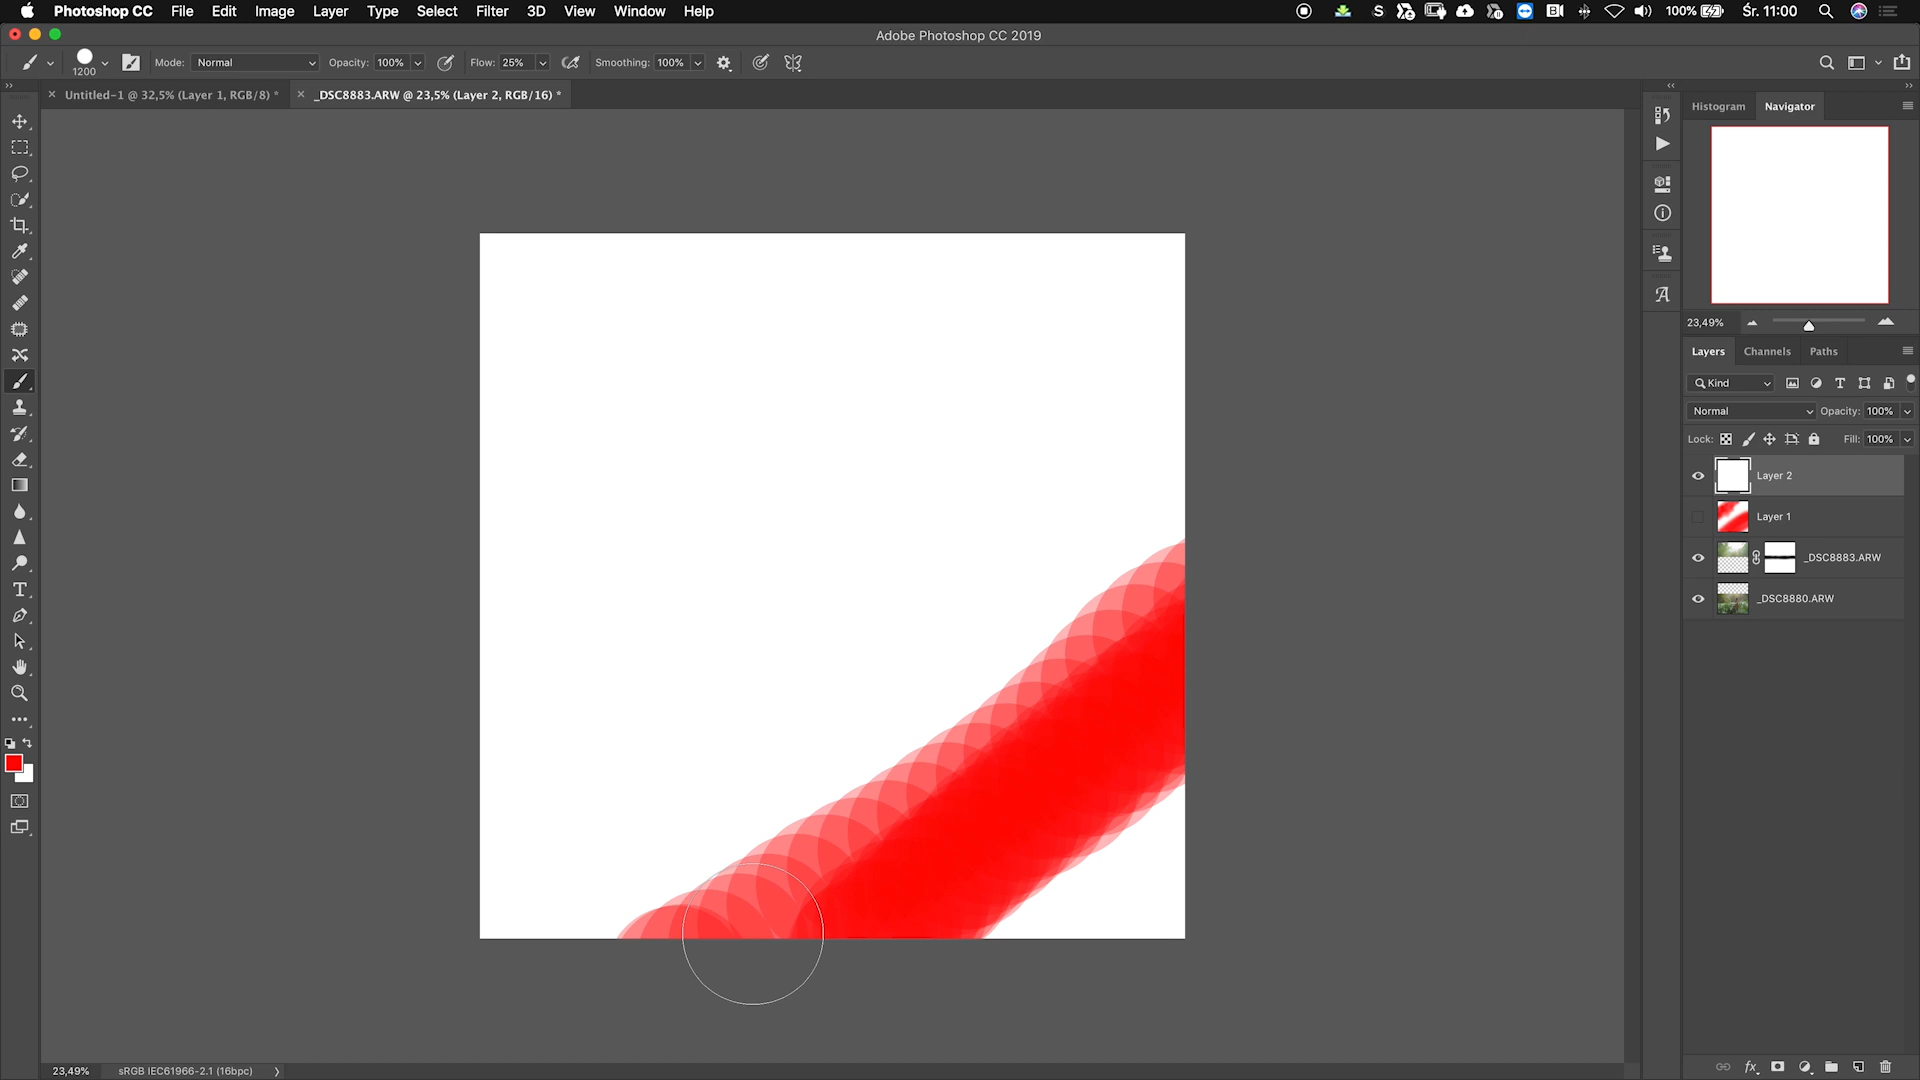 Photoshop CC File Edit Image Layer Type Select Filter 3D View Window Help S 100% Śr. 11:00
Adobe Photoshop CC 2019
1200 Mode: Normal Opacity: 100% Flow: 25% Smoothing: 100%
Untitled-1 @ 32,5% (Layer 1, RGB/8) * _DSC8883.ARW @ 23,5% (Layer 2, RGB/16) *
Histogram Navigator
23,49%
Layers Channels Paths
Kind
Normal Opacity: 100%
Lock: Fill: 100%
Layer 2
Layer 1
_DSC8883.ARW
_DSC8880.ARW
23,49% sRGB IEC61966-2.1 (16bpc)